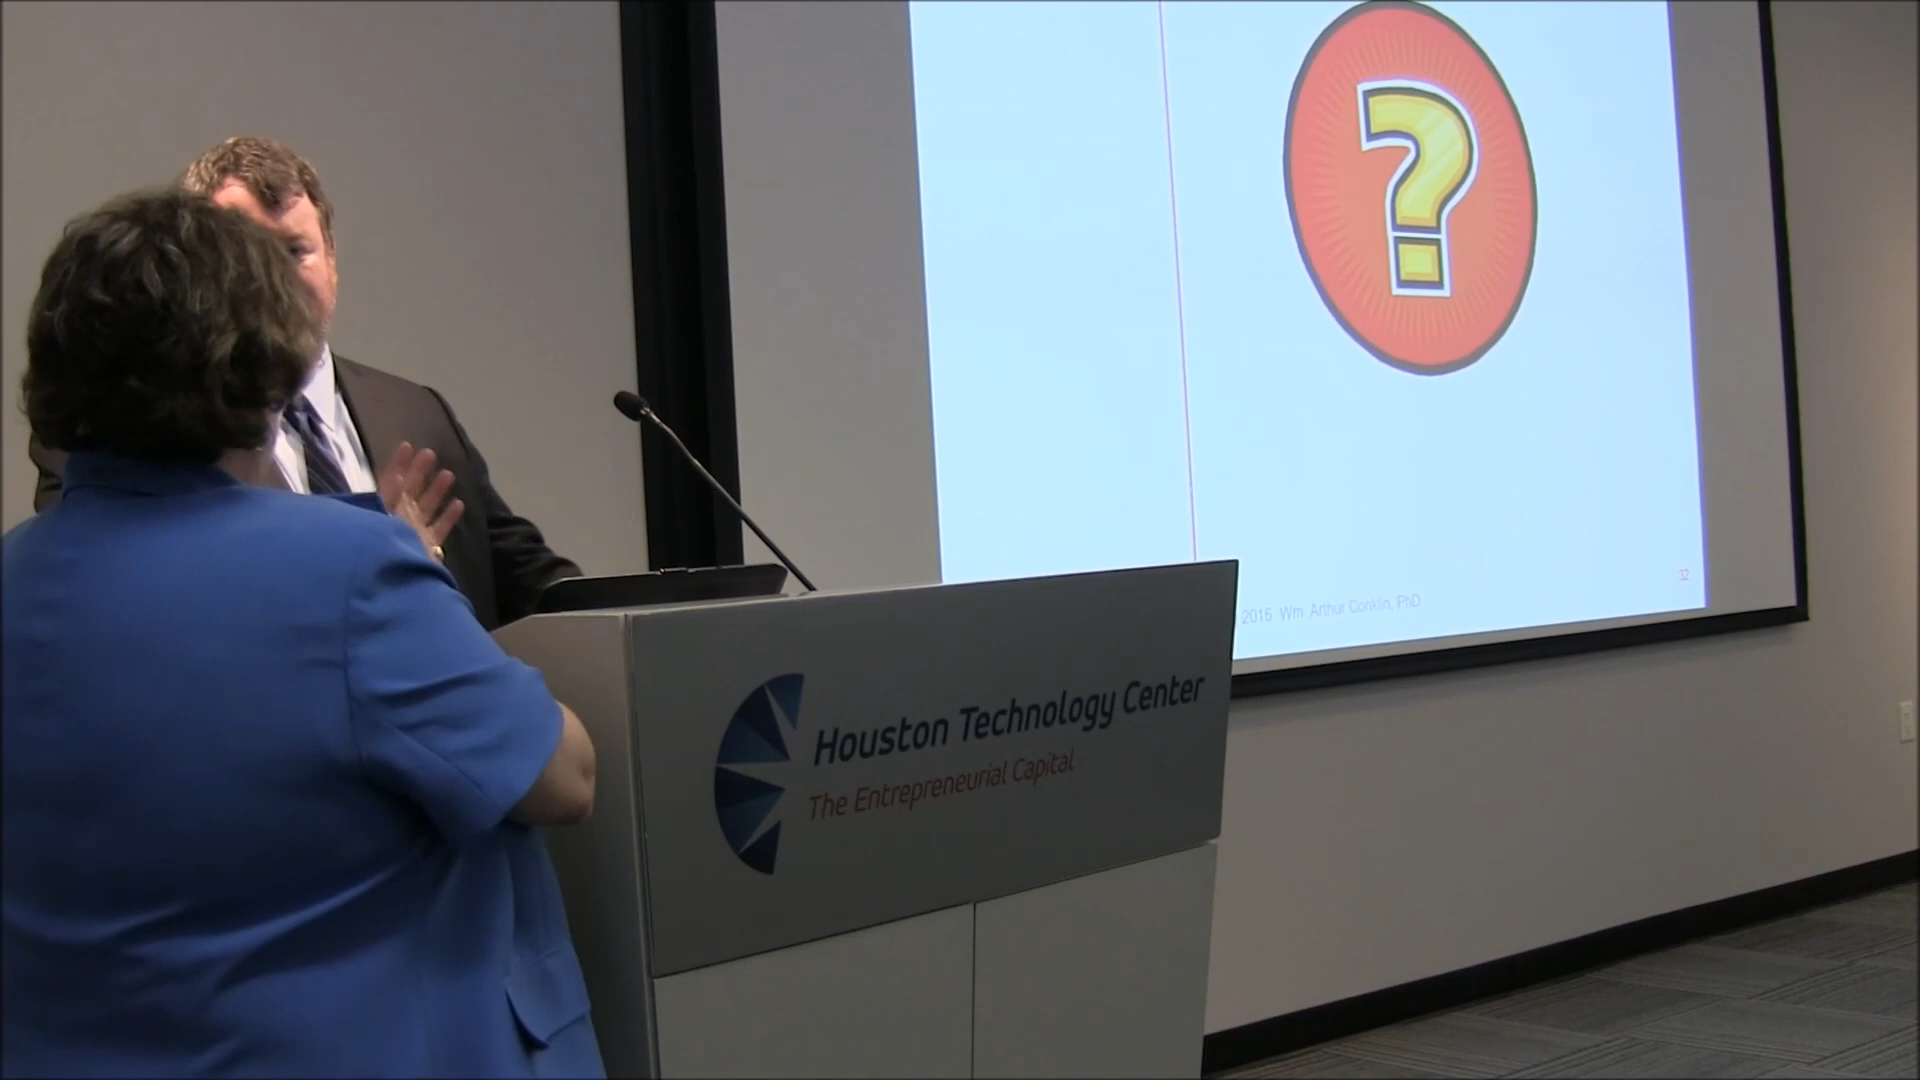 ?
32
2016 Wm Arthur Conklin, PhD
Houston Technology Center
The Entrepreneurial Capital